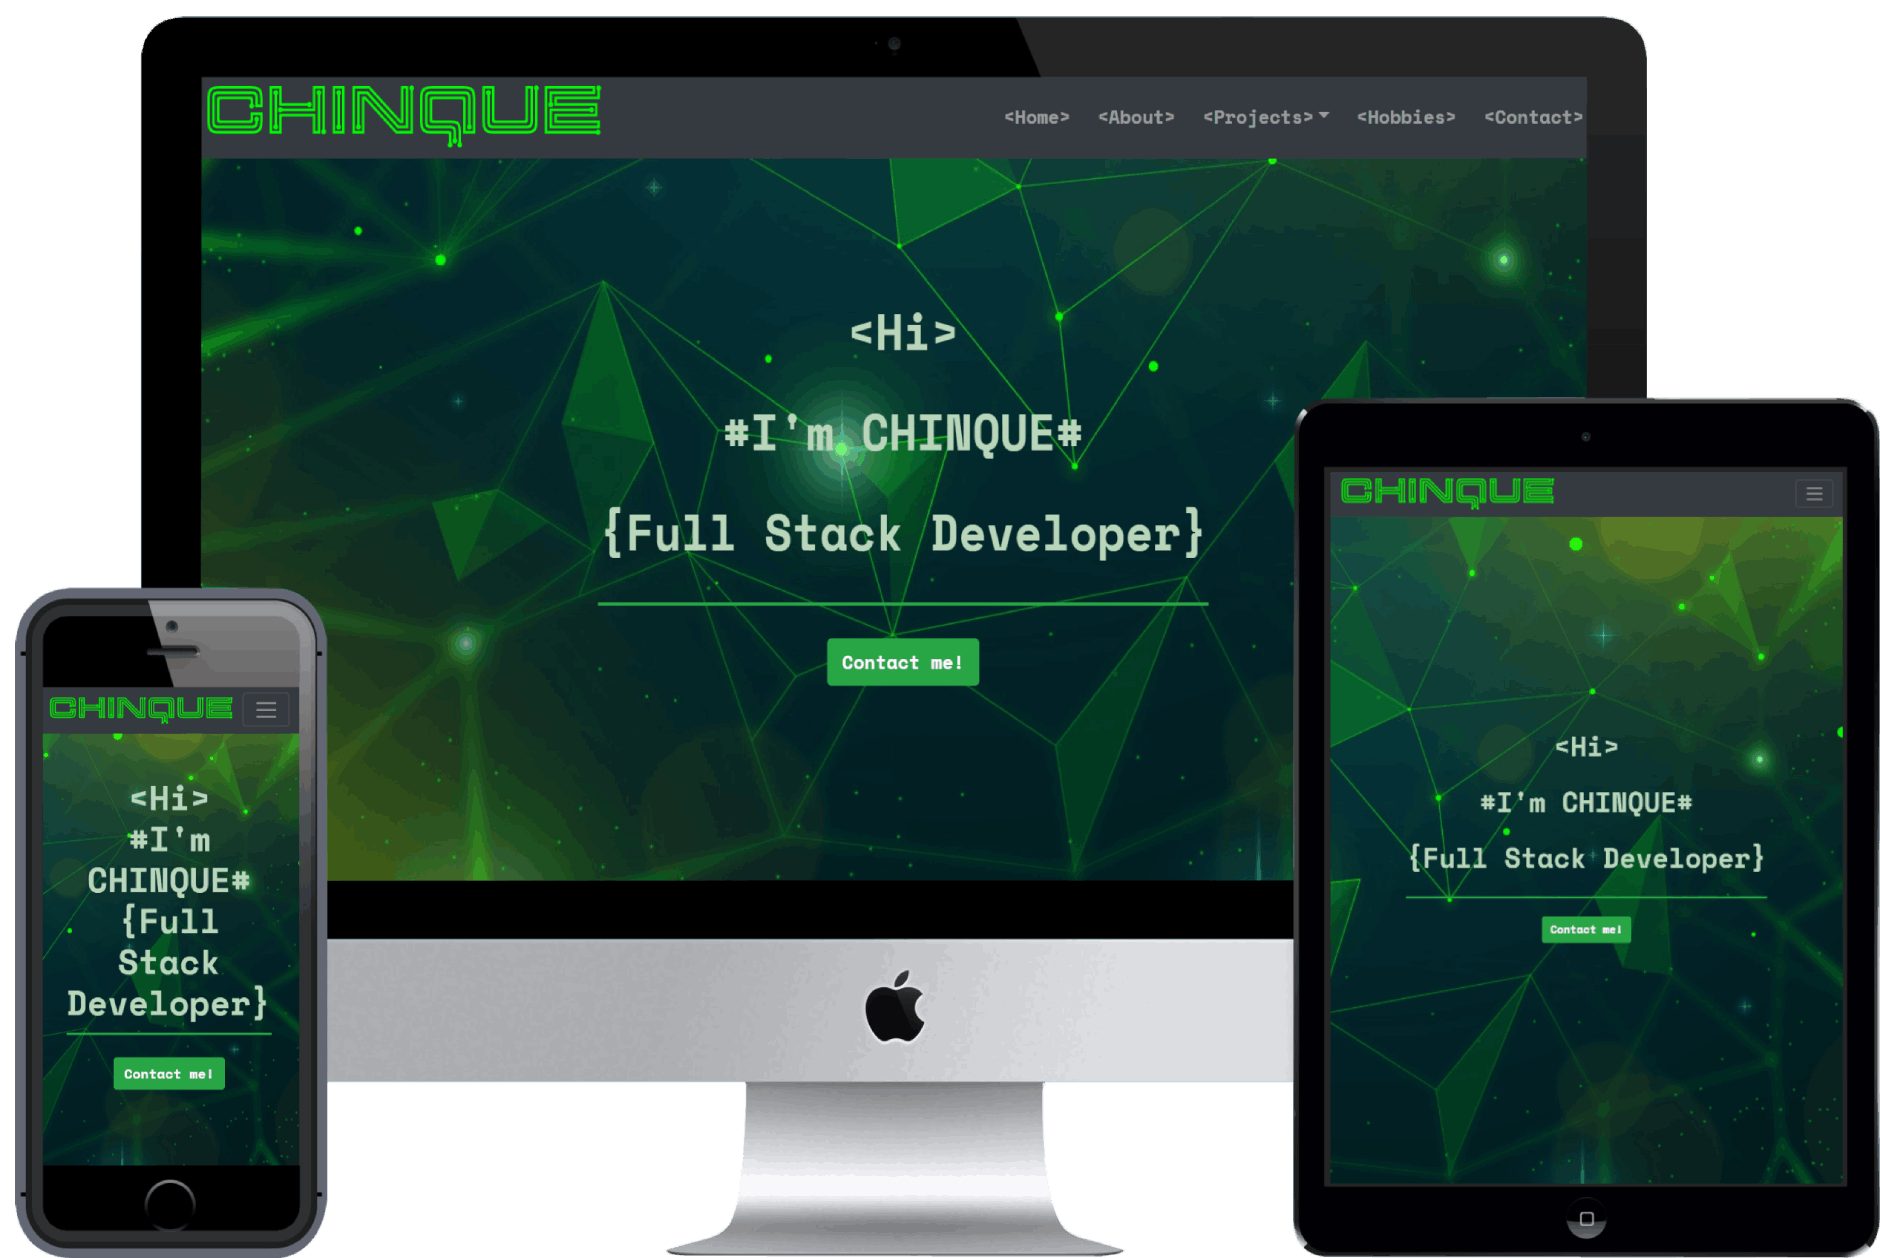 CHINQUE
<Home> <About> <Projects> <Hobbies> <Contact>
<Hi>
#I'm CHINQUE#
{Full Stack Developer}
Contact me!
CHINQUE
<Hi>
#I'm
CHINQUE#
{Full
Stack
Developer}
Contact me!
CHINQUE
<Hi>
#I'm CHINQUE#
{Full Stack Developer}
Contact me!